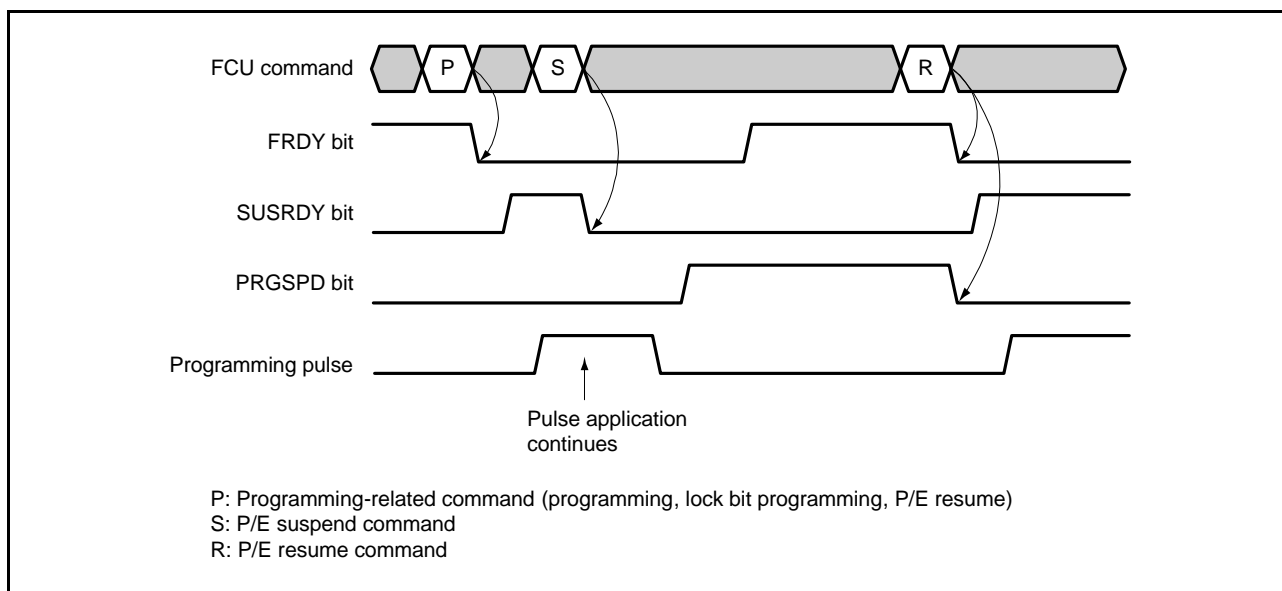 FCU command
P
S
R
FRDY bit
SUSRDY bit
PRGSPD bit
Programming pulse
Pulse application
continues
P: Programming-related command (programming, lock bit programming, P/E resume)
S: P/E suspend command
R: P/E resume command